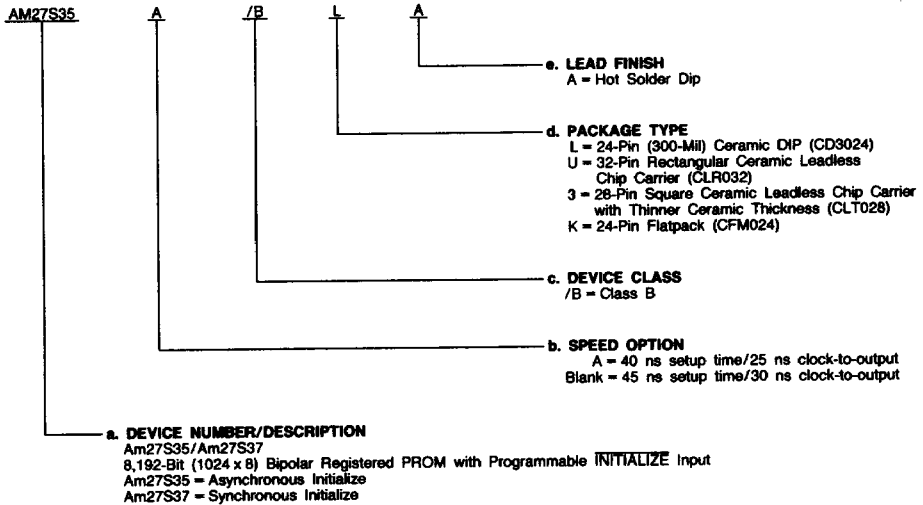 AM27S35 A /B L A
e. LEAD FINISH
A = Hot Solder Dip
d. PACKAGE TYPE
L = 24-Pin (300-Mil) Ceramic DIP (CD3024)
U = 32-Pin Rectangular Ceramic Leadless
Chip Carrier (CLR032)
3 = 28-Pin Square Ceramic Leadless Chip Carrier
with Thinner Ceramic Thickness (CLT028)
K = 24-Pin Flatpack (CFM024)
c. DEVICE CLASS
/B = Class B
b. SPEED OPTION
A = 40 ns setup time/25 ns clock-to-output
Blank = 45 ns setup time/30 ns clock-to-output
a. DEVICE NUMBER/DESCRIPTION
Am27S35/Am27S37
8,192-Bit (1024 x 8) Bipolar Registered PROM with Programmable INITIALIZE Input
Am27S35 = Asynchronous Initialize
Am27S37 = Synchronous Initialize